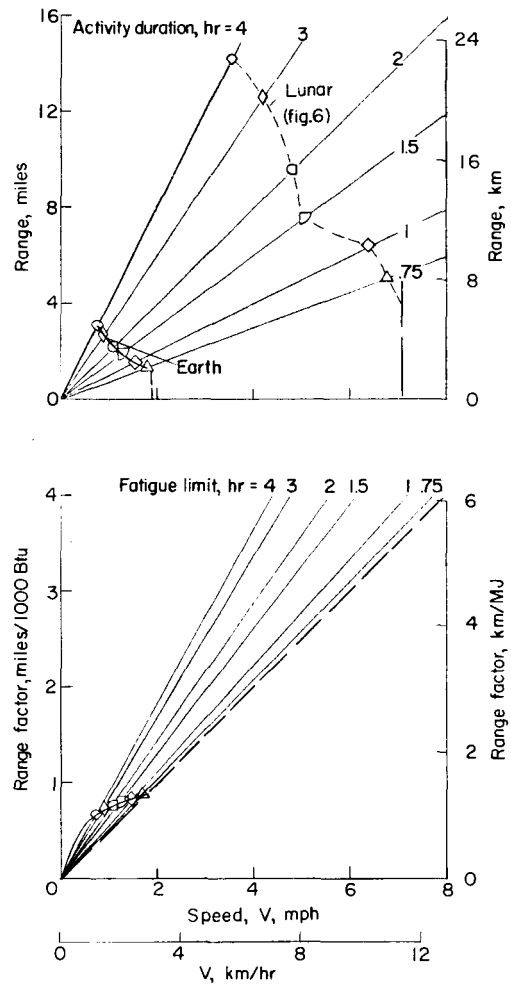 16
Activity duration, hr = 4
3
24
2
12
Lunar
(fig.6)
1.5
16
8
1
.75
8
4
Earth
0
0
Range, miles
Range, km
4
Fatigue limit, hr = 4 3 2 1.5 1 .75
6
3
4
2
2
1
0
0
2
4
6
8
Range factor, miles/1000 Btu
Range factor, km/MJ
Speed, V, mph
0 4 8 12
V, km/hr